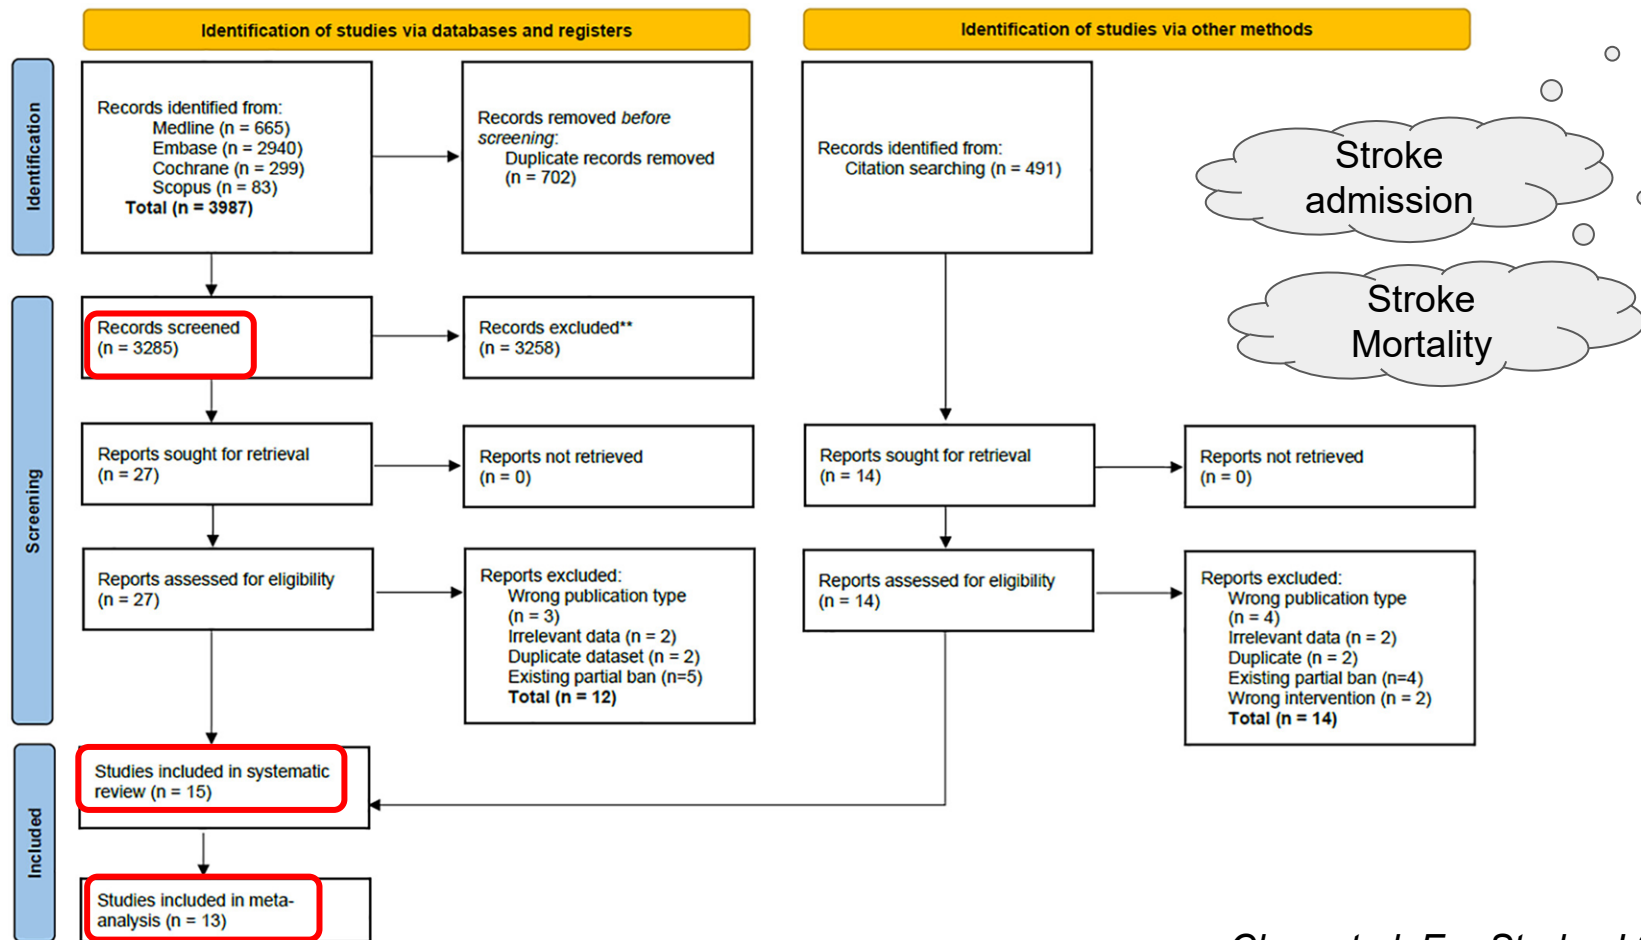 Identification of studies via databases and registers
Identification of studies via other methods
Identification
Records identified from:
Medline (n = 665)
Embase (n = 2940)
Cochrane (n = 299)
Scopus (n = 83)
Total (n = 3987)
Records removed before
screening:
Duplicate records removed
(n = 702)
Records identified from:
Citation searching (n = 491)
Stroke
admission
Stroke
Mortality
Screening
Records screened
(n = 3285)
Records excluded**
(n = 3258)
Reports sought for retrieval
(n = 27)
Reports not retrieved
(n = 0)
Reports sought for retrieval
(n = 14)
Reports not retrieved
(n = 0)
Reports assessed for eligibility
(n = 27)
Reports excluded:
Wrong publication type
(n = 3)
Irrelevant data (n = 2)
Duplicate dataset (n = 2)
Existing partial ban (n=5)
Total (n = 12)
Reports assessed for eligibility
(n = 14)
Reports excluded:
Wrong publication type
(n = 4)
Irrelevant data (n = 2)
Duplicate (n = 2)
Existing partial ban (n=4)
Wrong intervention (n = 2)
Total (n = 14)
Included
Studies included in systematic
review (n = 15)
Studies included in meta-
analysis (n = 13)